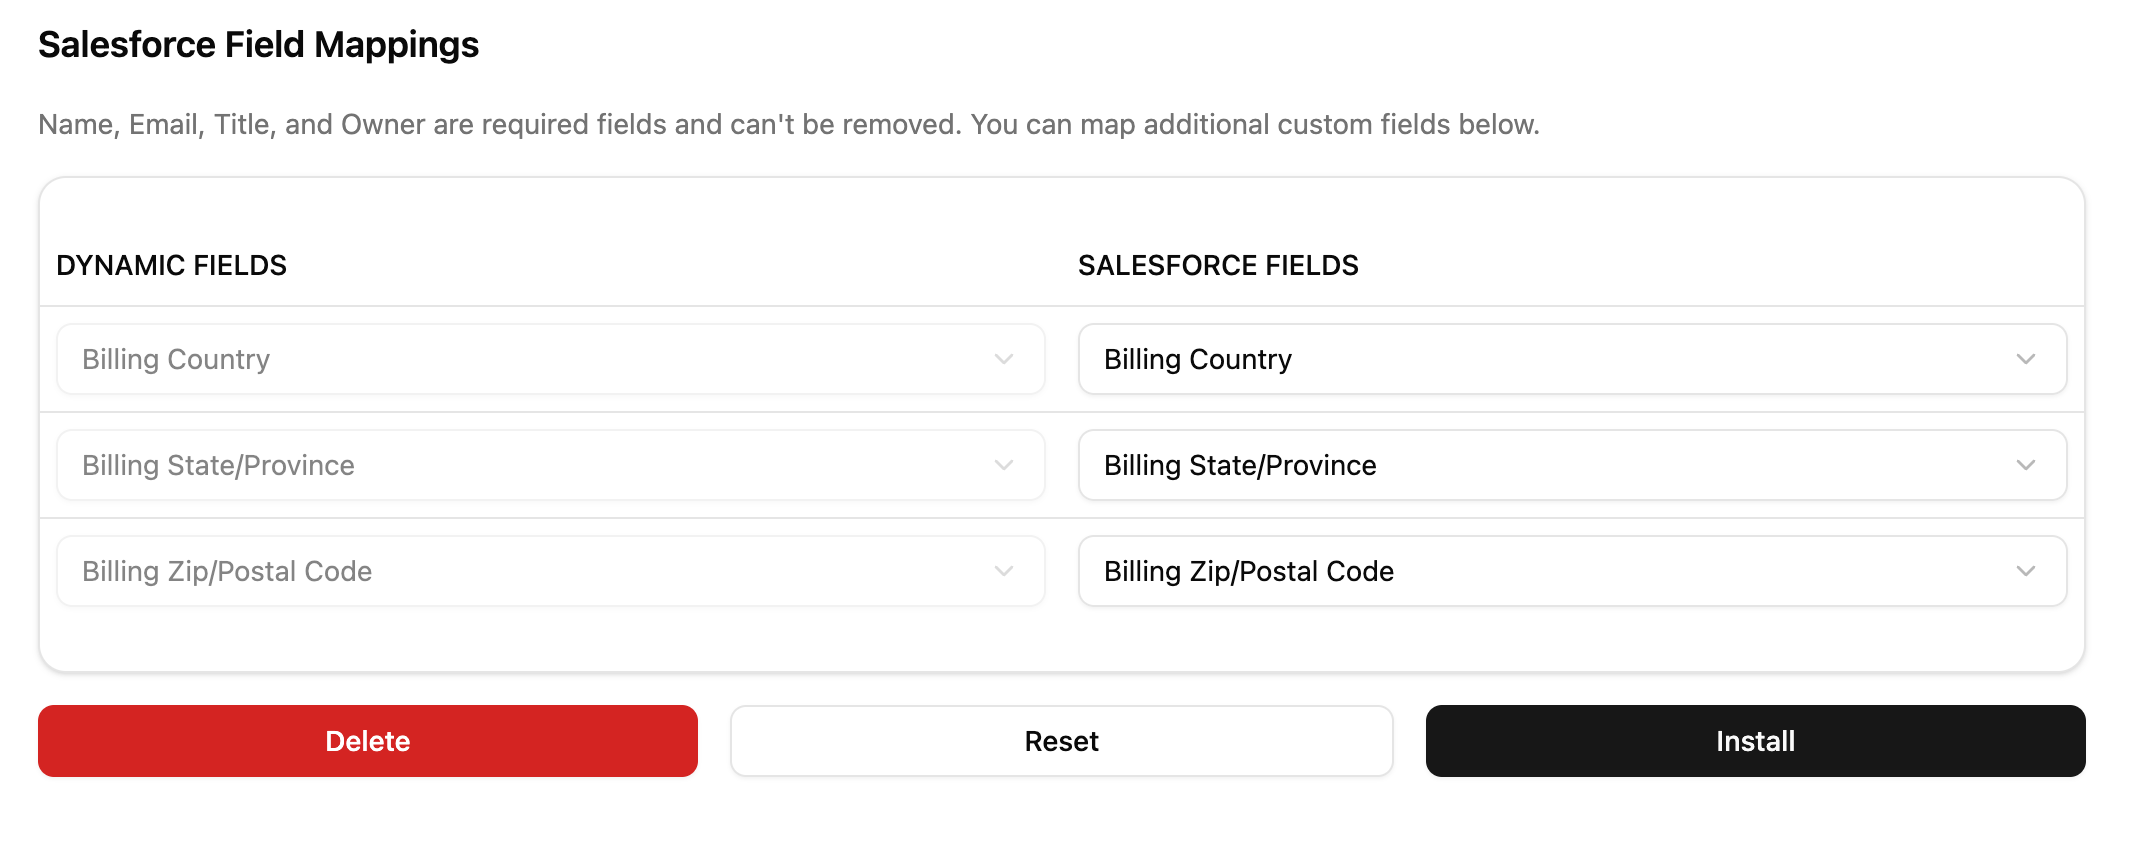 Salesforce Field Mappings
Name, Email, Title, and Owner are required fields and can't be removed. You can map additional custom fields below.
DYNAMIC FIELDS
SALESFORCE FIELDS
Billing Country
Billing Country
Billing State/Province
Billing State/Province
Billing Zip/Postal Code
Billing Zip/Postal Code
Delete
Reset
Install